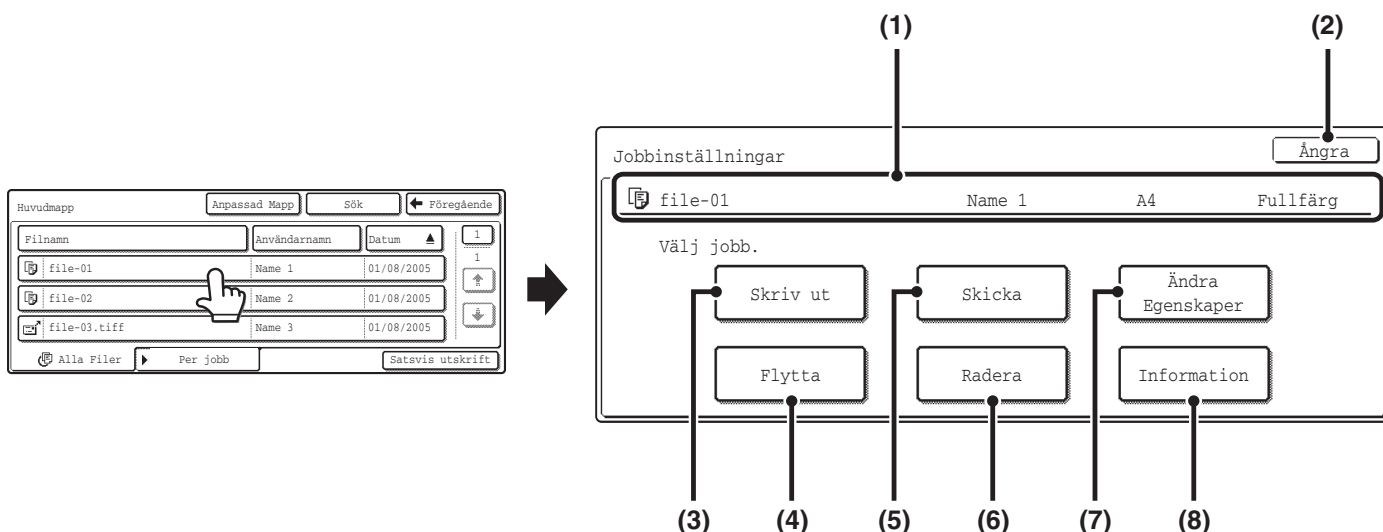 (1) (2)
Jobbinställningar Ångra
file-01 Name 1 A4 Fullfärg
Välj jobb.
Skriv ut Skicka Ändra
Egenskaper
Flytta Radera Information
(3) (4) (5) (6) (7) (8)
Huvudmapp Anpassad Mapp Sök Föregående
Filnamn Användarnamn Datum 1
file-01 Name 1 01/08/2005 1
file-02 Name 2 01/08/2005
file-03.tiff Name 3 01/08/2005
Alla Filer Per jobb Satsvis utskrift